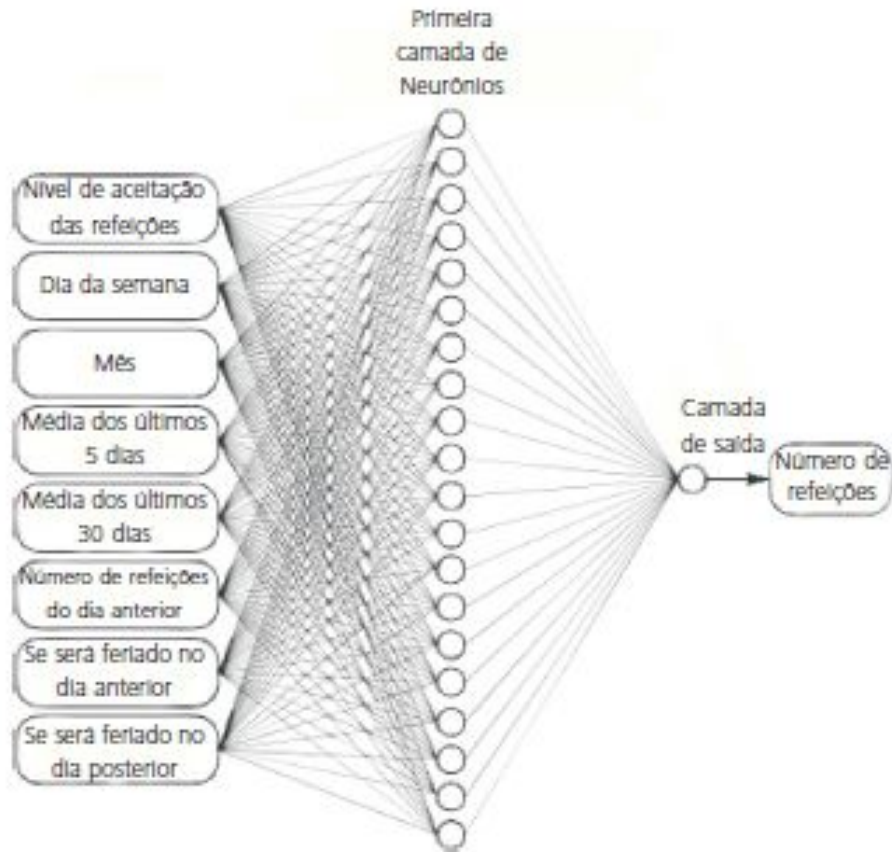 Primeira
camada de
Neurônios
Nível de aceitação
das refeições
Dia da semana
Mês
Média dos últimos
5 dias
Média dos últimos
30 dias
Número de refeições
do dia anterior
Se será feriado no
dia anterior
Se será feriado no
dia posterior
Camada
de saída
Número de
refeições